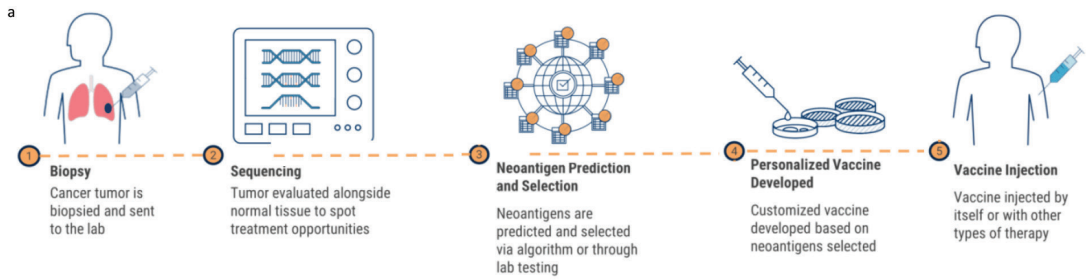 a
1
Biopsy
Cancer tumor is
biopsied and sent
to the lab
2
Sequencing
Tumor evaluated alongside
normal tissue to spot
treatment opportunities
3
Neoantigen Prediction
and Selection
Neoantigens are
predicted and selected
via algorithm or through
lab testing
4
Personalized Vaccine
Developed
Customized vaccine
developed based on
neoantigens selected
5
Vaccine Injection
Vaccine injected by
itself or with other
types of therapy